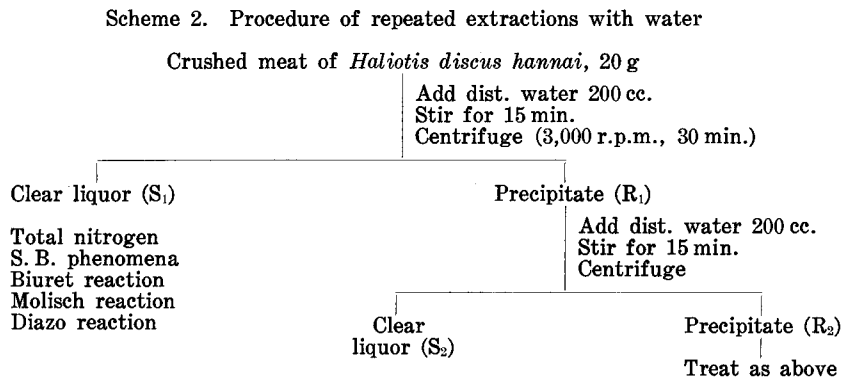 Scheme 2. Procedure of repeated extractions with water
Crushed meat of Haliotis discus hannai, 20 g
Add dist. water 200 cc.
Stir for 15 min.
Centrifuge (3,000 r.p.m., 30 min.)
Clear liquor (S₁)
Precipitate (R₁)
Total nitrogen
S. B. phenomena
Biuret reaction
Molisch reaction
Diazo reaction
Add dist. water 200 cc.
Stir for 15 min.
Centrifuge
Clear
liquor (S₂)
Precipitate (R₂)
Treat as above